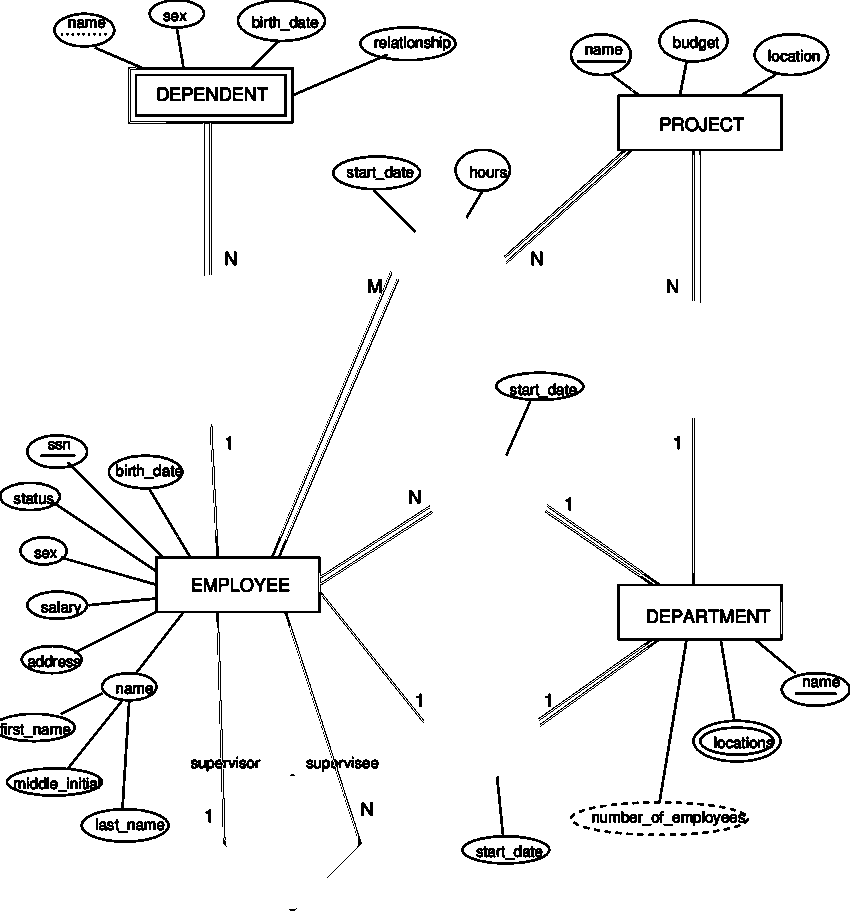 name
sex
birth_date
relationship
DEPENDENT
name
budget
location
PROJECT
start_date
hours
N
N
M
N
start_date
ssn
birth_date
1
1
status
N
1
sex
EMPLOYEE
salary
DEPARTMENT
address
name
name
first_name
1
1
locations
supervisor
supervisee
middle_initial
1
N
last_name
number_of_employees
start_date